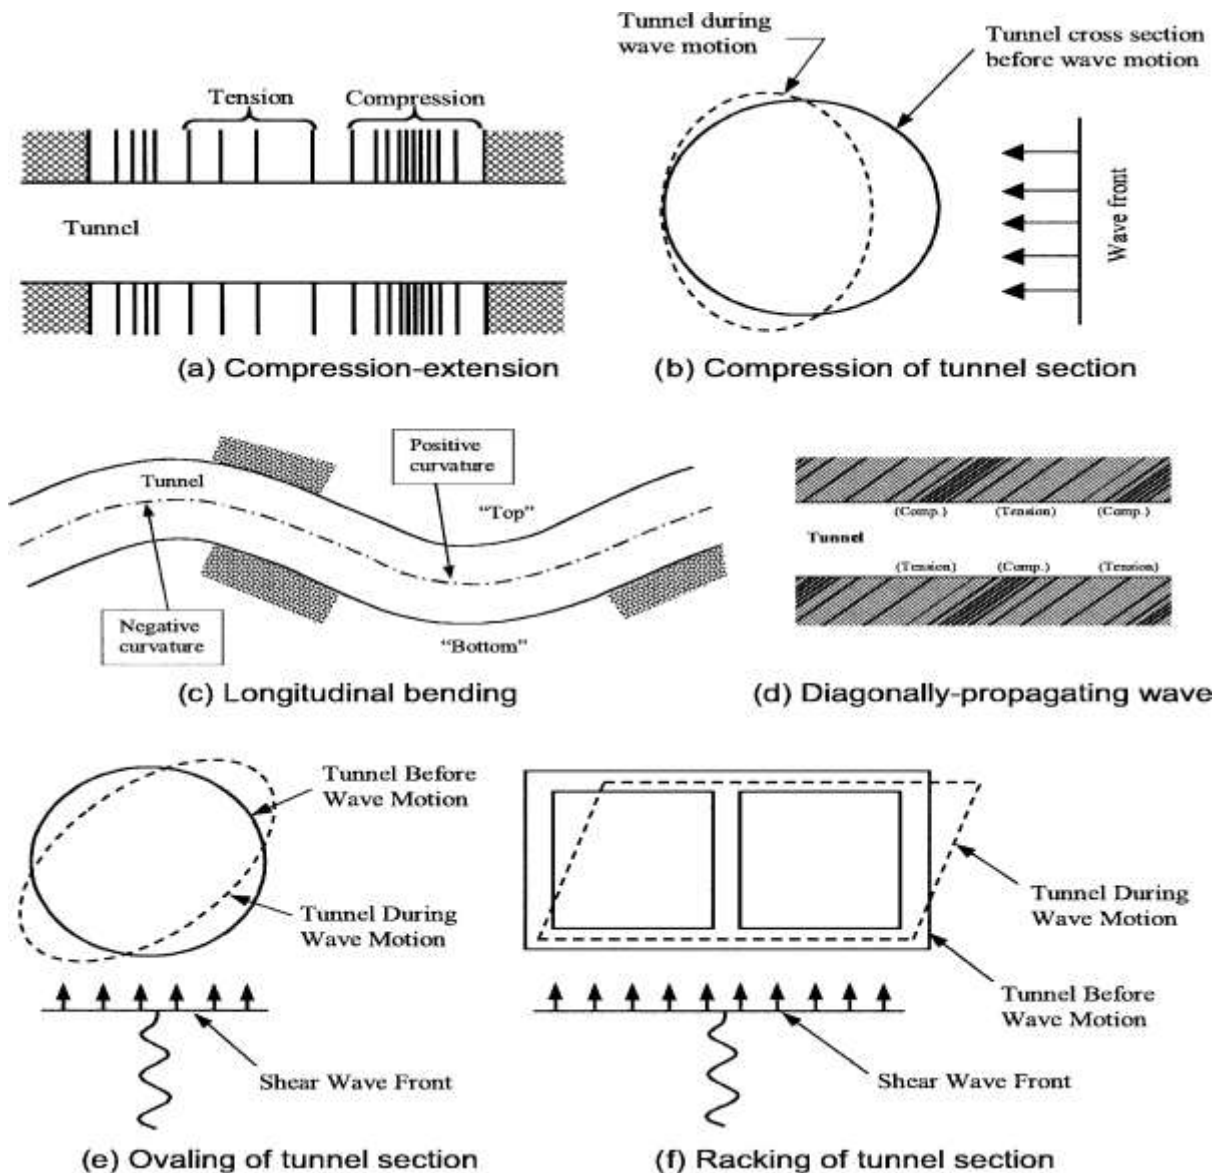 Tension
Compression
Tunnel
(a) Compression-extension
Tunnel during
wave motion
Tunnel cross section
before wave motion
Wave front
(b) Compression of tunnel section
Tunnel
Positive
curvature
"Top"
Negative
curvature
"Bottom"
(c) Longitudinal bending
(Comp.) (Tension) (Comp.)
Tunnel
(Tension) (Comp.) (Tension)
(d) Diagonally-propagating wave
Tunnel Before
Wave Motion
Tunnel During
Wave Motion
Shear Wave Front
(e) Ovaling of tunnel section
Tunnel During
Wave Motion
Tunnel Before
Wave Motion
Shear Wave Front
(f) Racking of tunnel section